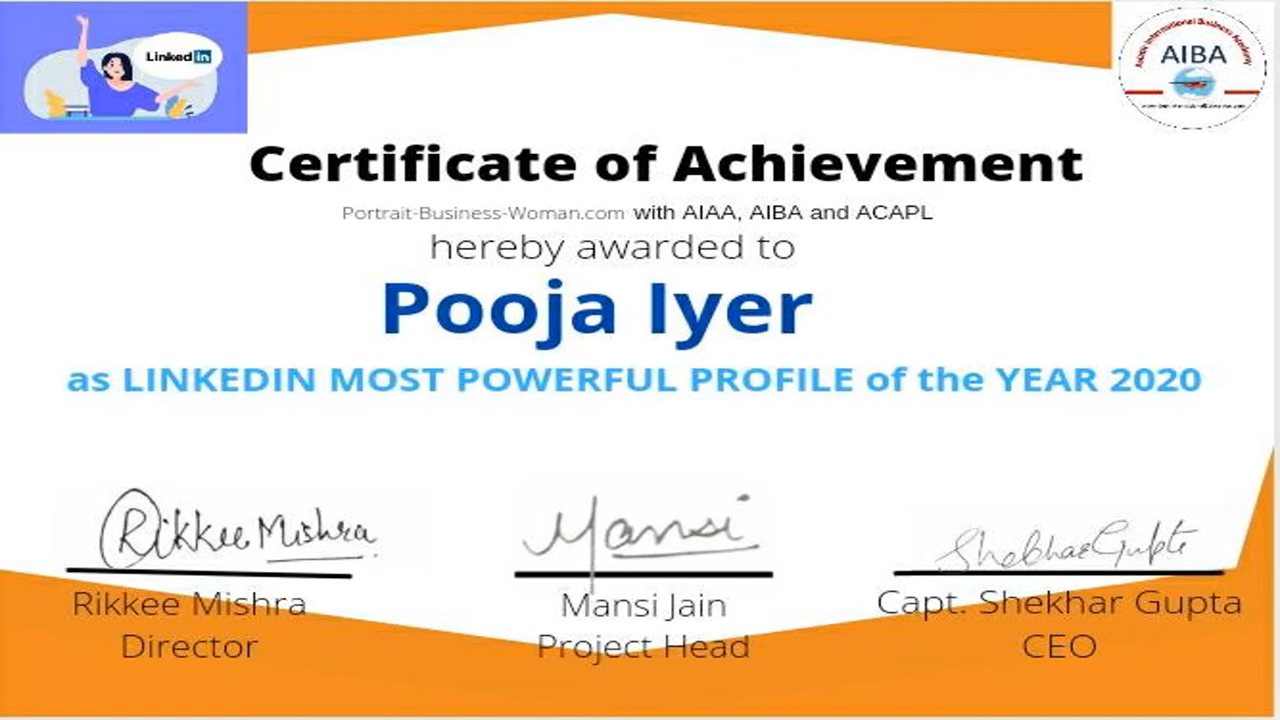 Linked in
AIBA
Certificate of Achievement
Portrait-Business-Woman.com with AIAA, AIBA and ACAPL
hereby awarded to
Pooja Iyer
as LINKEDIN MOST POWERFUL PROFILE of the YEAR 2020
Rikkee Mishra
Mansi
Shekhar Gupta
Rikkee Mishra
Mansi Jain
Capt. Shekhar Gupta
Director
Project Head
CEO